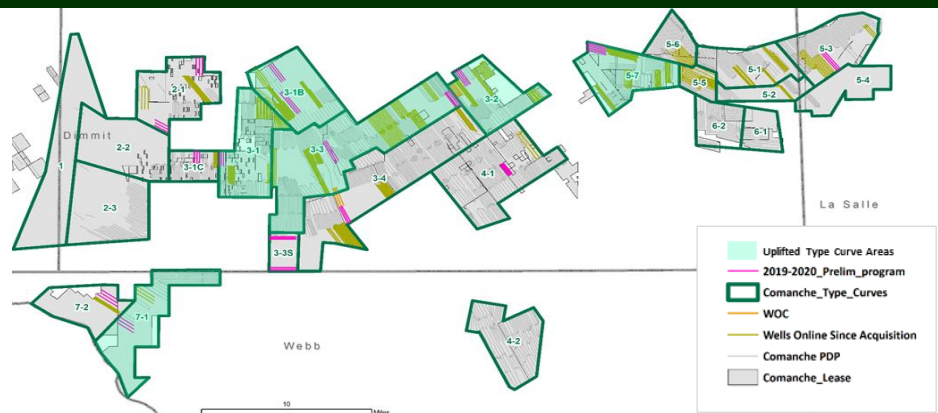 5-6
5-3
5-1
5-7
5-5
5-4
5-2
2-1
3-1B
3-2
6-2
6-1
Dimmit
2-2
3-1
3-3
1
3-1C
3-4
4-1
2-3
La Salle
3-3S
7-2
7-1
Webb
4-2
10
Miles
Uplifted Type Curve Areas
2019-2020_Prelim_program
Comanche_Type_Curves
WOC
Wells Online Since Acquisition
Comanche PDP
Comanche_Lease